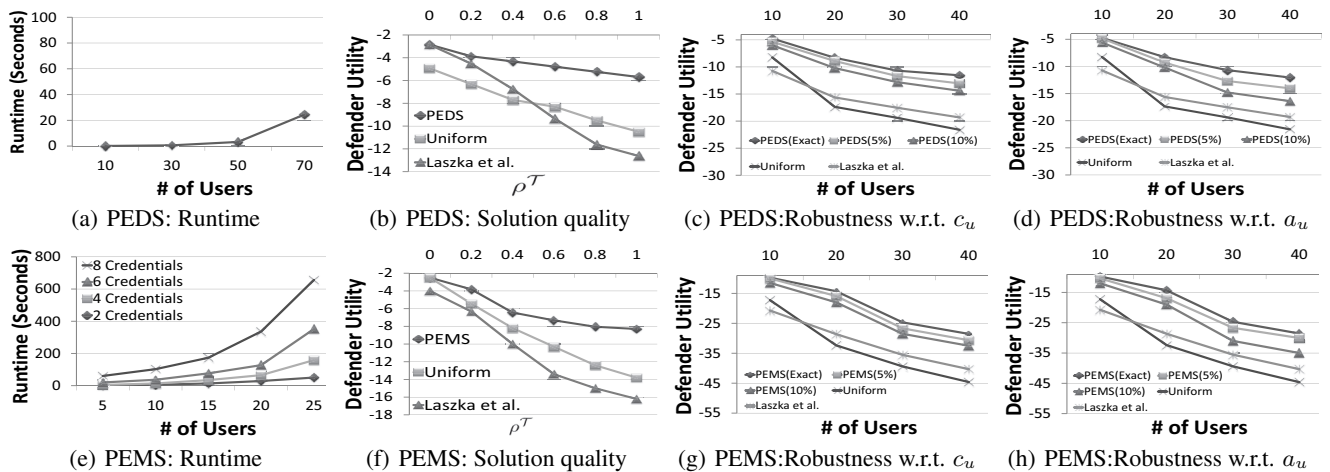 Runtime (Seconds)
100
80
60
40
20
0
10 30 50 70
# of Users
(a) PEDS: Runtime
0 0.2 0.4 0.6 0.8 1
Defender Utility
-2
-4
-6
-8
-10
-12
-14
PEDS
Uniform
Laszka et al.
ρ^T
(b) PEDS: Solution quality
10 20 30 40
Defender Utility
-5
-10
-15
-20
-25
-30
PEDS(Exact) PEDS(5%) PEDS(10%)
Uniform Laszka et al.
# of Users
(c) PEDS:Robustness w.r.t. c_u
10 20 30 40
Defender Utility
-5
-10
-15
-20
-25
-30
PEDS(Exact) PEDS(5%) PEDS(10%)
Uniform Laszka et al.
# of Users
(d) PEDS:Robustness w.r.t. a_u
Runtime (Seconds)
800
600
400
200
0
8 Credentials
6 Credentials
4 Credentials
2 Credentials
5 10 15 20 25
# of Users
(e) PEMS: Runtime
0 0.2 0.4 0.6 0.8 1
Defender Utility
-2
-4
-6
-8
-10
-12
-14
-16
-18
PEMS
Uniform
Laszka et al.
ρ^T
(f) PEMS: Solution quality
10 20 30 40
Defender Utility
-15
-25
-35
-45
-55
PEMS(Exact) PEMS(5%)
PEMS(10%) Uniform
Laszka et al.
# of Users
(g) PEMS:Robustness w.r.t. c_u
10 20 30 40
Defender Utility
-15
-25
-35
-45
-55
PEMS(Exact) PEMS(5%)
PEMS(10%) Uniform
Laszka et al.
# of Users
(h) PEMS:Robustness w.r.t. a_u